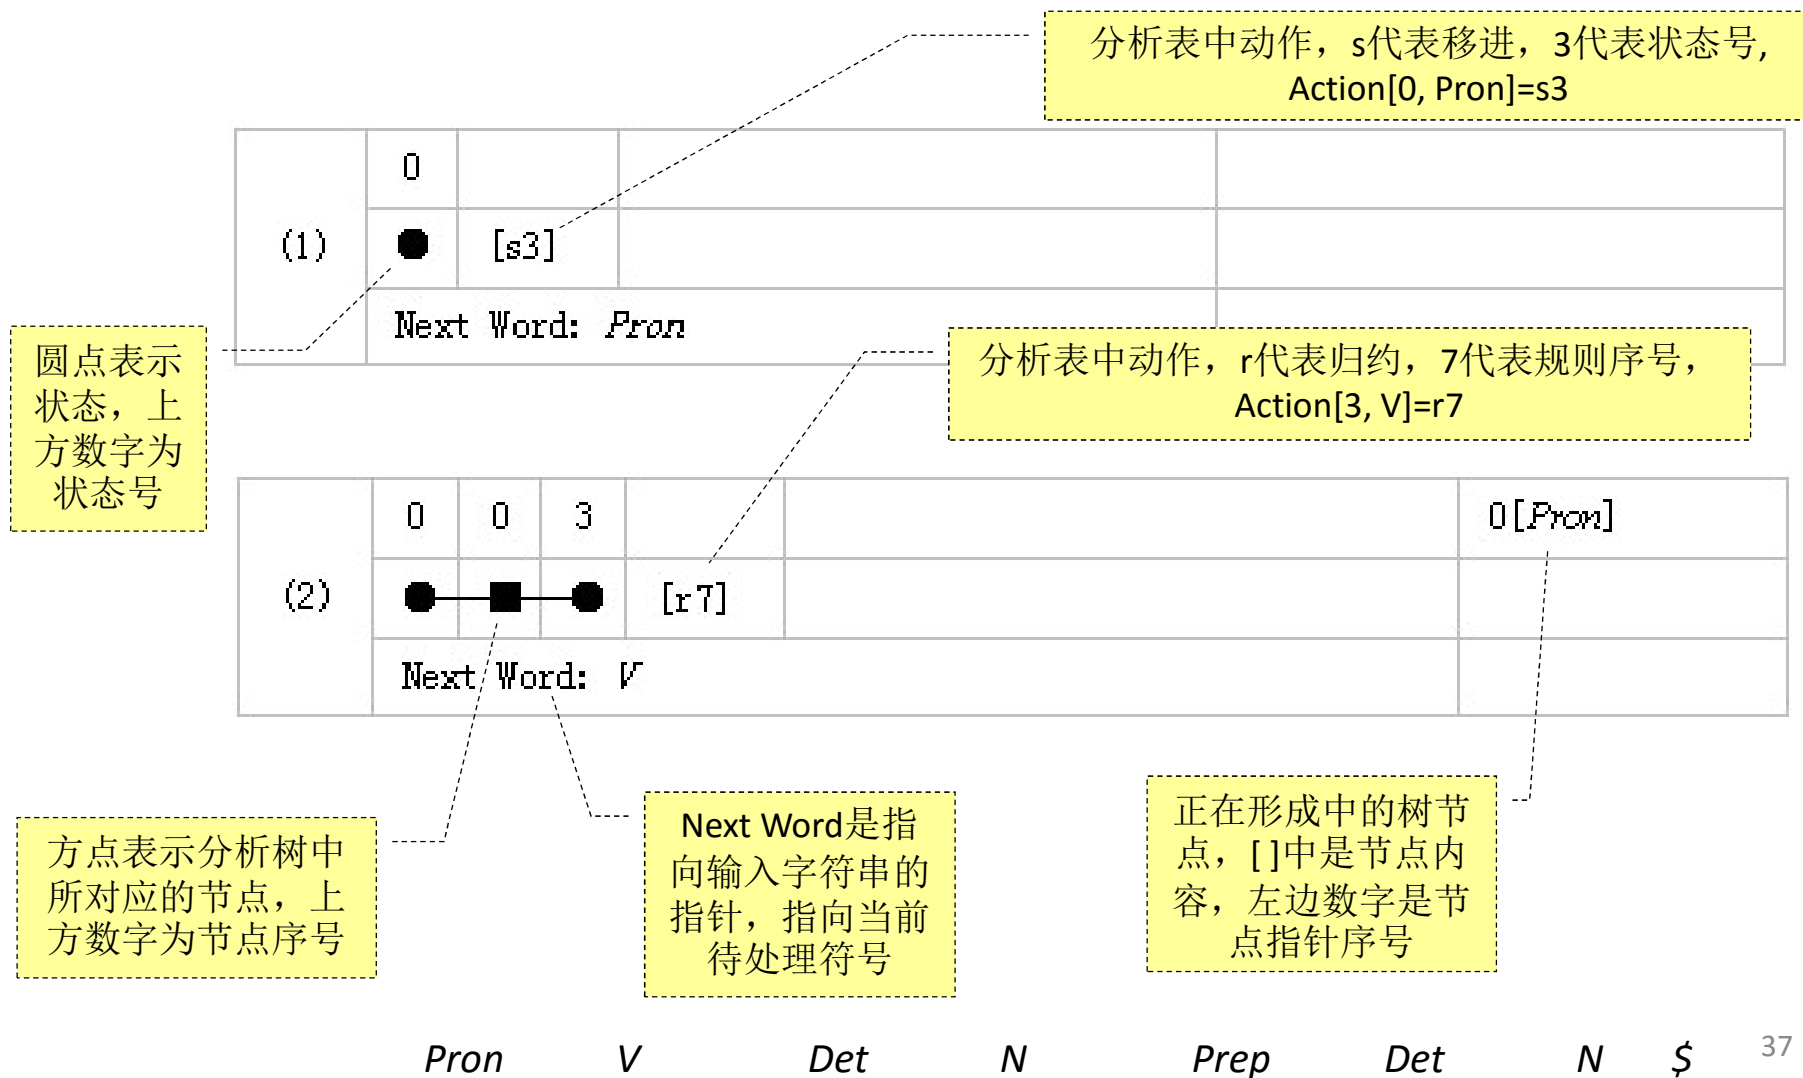 分析表中动作，s代表移进，3代表状态号,
Action[0, Pron]=s3
0
(1)
[s3]
Next Word: Pron
圆点表示
状态，上
方数字为
状态号
分析表中动作，r代表归约，7代表规则序号，
Action[3, V]=r7
0 0 3
0[Pron]
(2)
[r7]
Next Word: V
方点表示分析树中
所对应的节点，上
方数字为节点序号
Next Word是指
向输入字符串的
指针，指向当前
待处理符号
正在形成中的树节
点，[ ]中是节点内
容，左边数字是节
点指针序号
Pron V Det N Prep Det N $
37